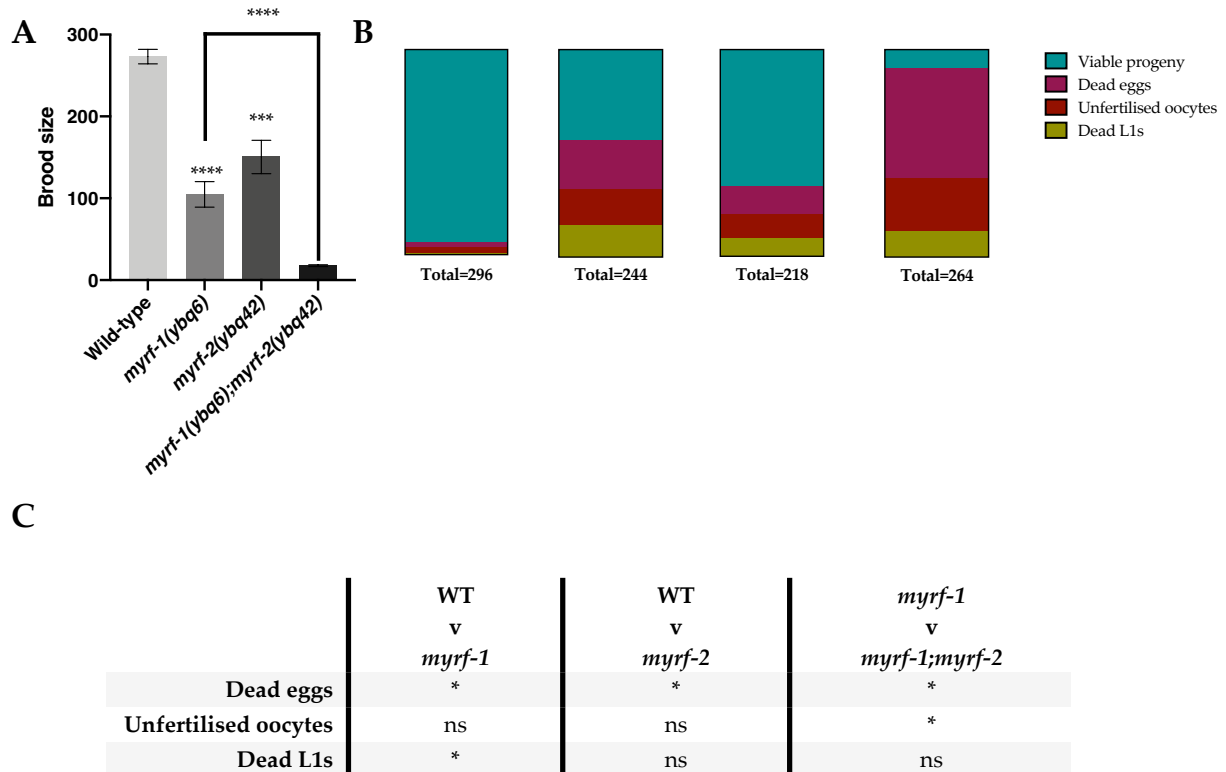 A
****
B
300
200
100
0
Brood size
****
***
Wild-type
myrf-1(ybq6)
myrf-2(ybq42)
myrf-1(ybq6);myrf-2(ybq42)
Total=296
Total=244
Total=218
Total=264
Viable progeny
Dead eggs
Unfertilised oocytes
Dead L1s
C
WT WT myrf-1
v v v
myrf-1 myrf-2 myrf-1;myrf-2
Dead eggs * * *
Unfertilised oocytes ns ns *
Dead L1s * ns ns